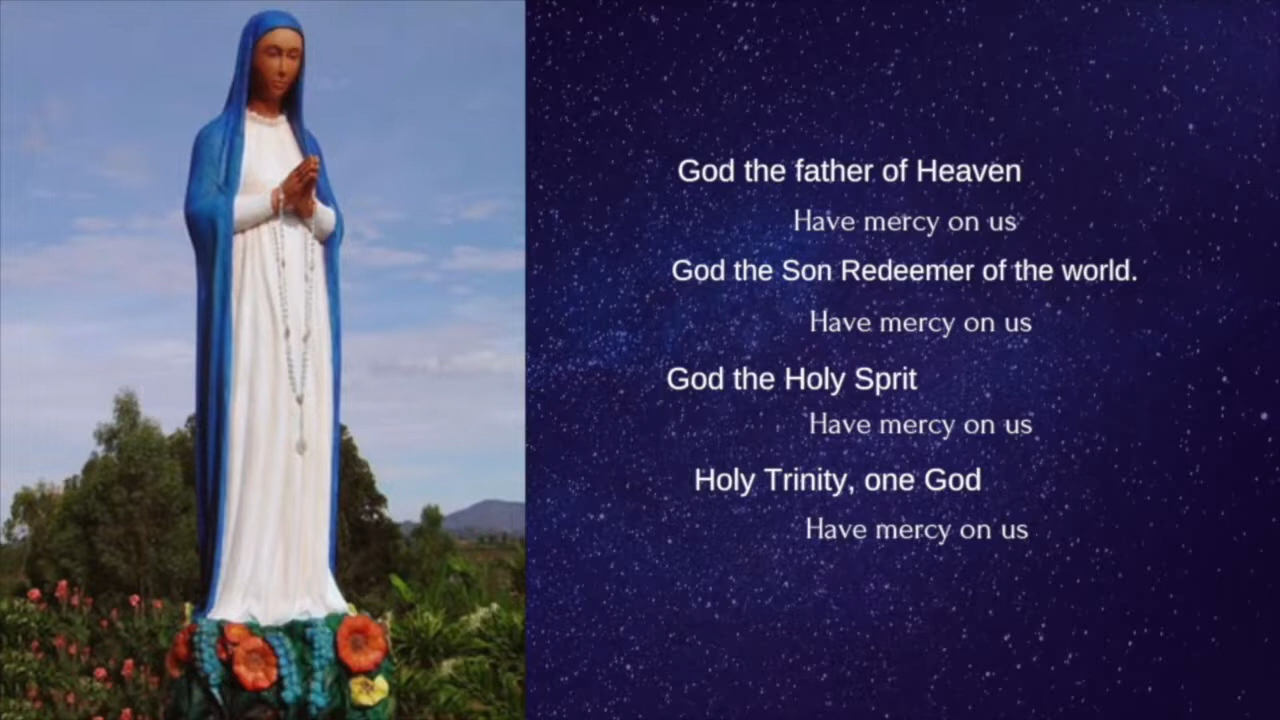 God the father of Heaven
Have mercy on us
God the Son Redeemer of the world.
Have mercy on us
God the Holy Sprit
Have mercy on us
Holy Trinity, one God
Have mercy on us